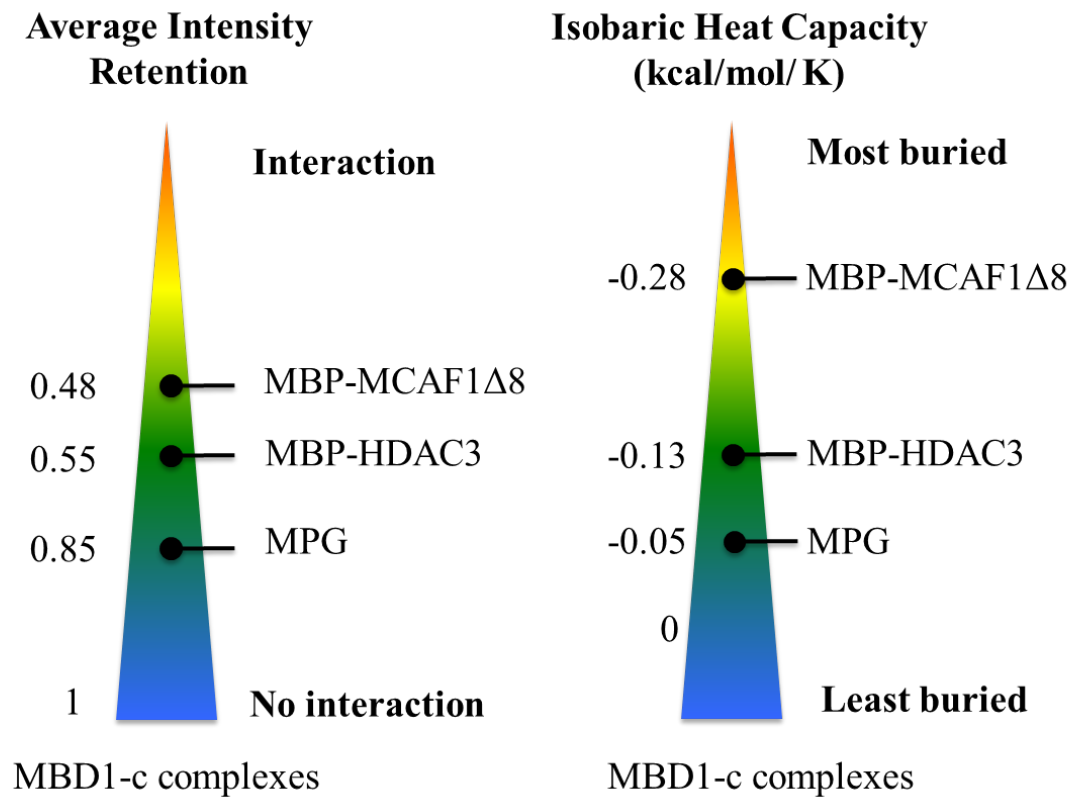 Average Intensity
Retention
Interaction
0.48
MBP-MCAF1Δ8
0.55
MBP-HDAC3
0.85
MPG
1
No interaction
MBD1-c complexes
Isobaric Heat Capacity
(kcal/mol/ K)
Most buried
-0.28
MBP-MCAF1Δ8
-0.13
MBP-HDAC3
-0.05
MPG
0
Least buried
MBD1-c complexes